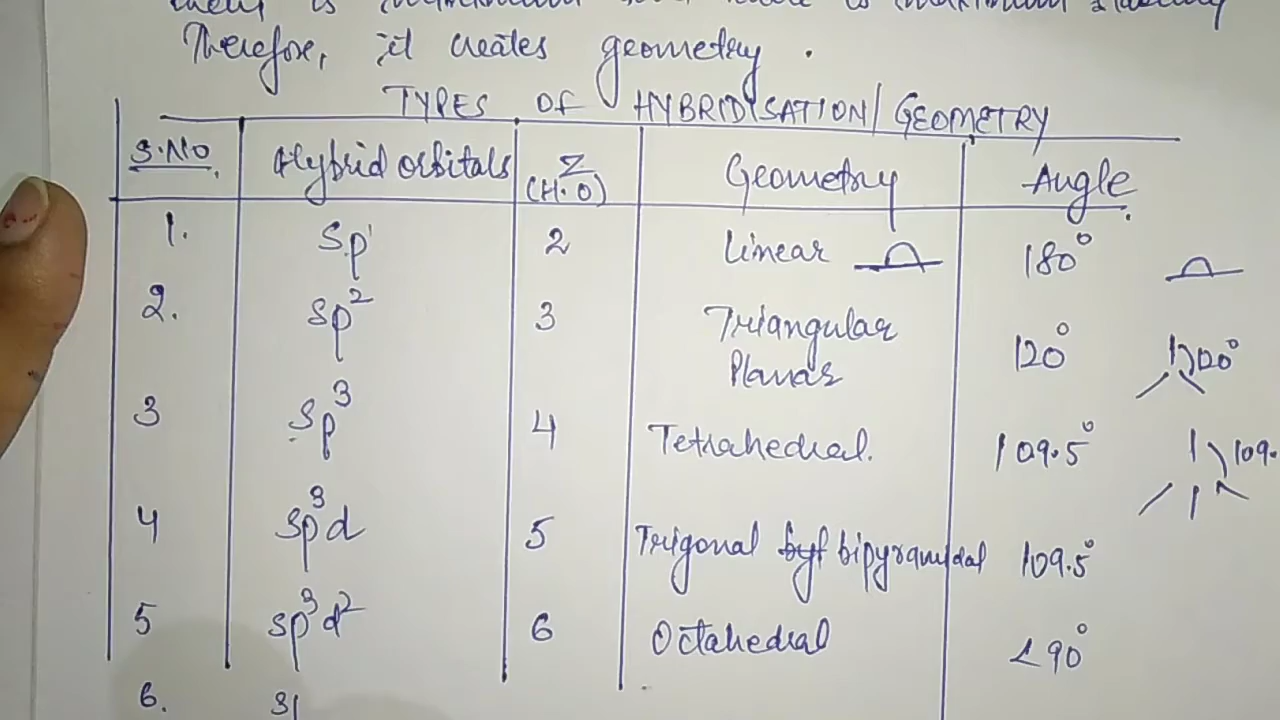 Therefore, it creates geometry.
TYPES OF HYBRIDISATION/GEOMETRY
S.NO. Hybrid orbitals Z (H.O) Geometry Angle.
1. sp¹ 2 Linear 180°
2. sp² 3 Triangular Planar 120° 120°
3 sp³ 4 Tetrahedral. 109.5° 109.
4 sp³d 5 Trigonal bipyramidal 109.5°
5 sp³d² 6 Octahedral <90°
6.